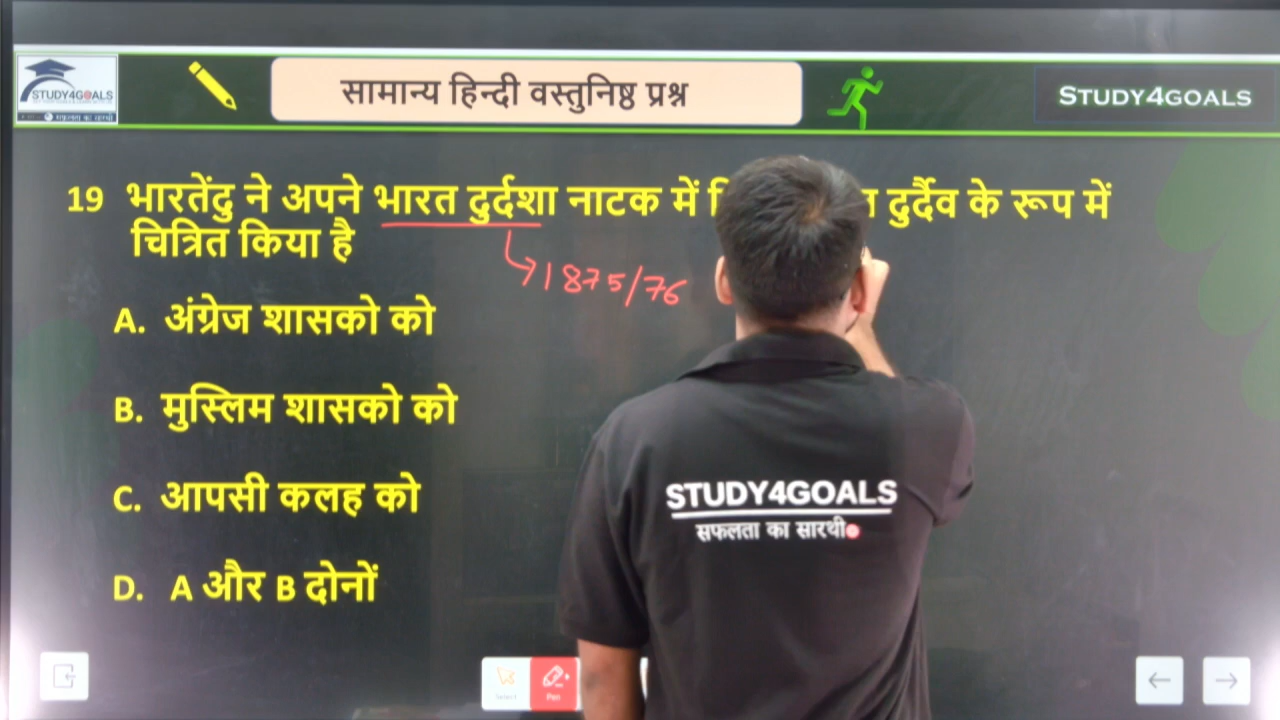 STUDY4GOALS
सफलता का सारथी
सामान्य हिन्दी वस्तुनिष्ठ प्रश्न
STUDY4GOALS
19 भारतेंदु ने अपने भारत दुर्दशा नाटक में दुर्दैव के रूप में
चित्रित किया है
1875/76
A. अंग्रेज शासको को
B. मुस्लिम शासको को
C. आपसी कलह को
D. A और B दोनों
STUDY4GOALS
सफलता का सारथी
Select
Pen